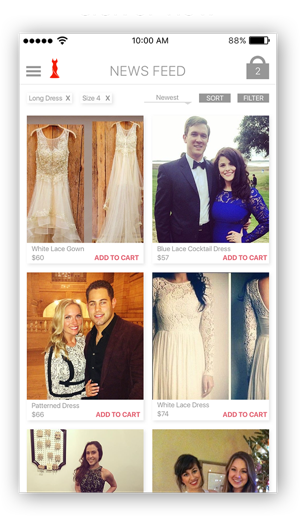 10:00 AM
88%
NEWS FEED
2
Long Dress X
Size 4 X
Newest
SORT
FILTER
White Lace Gown
$60
ADD TO CART
Blue Lace Cocktail Dress
$57
ADD TO CART
Patterned Dress
$66
ADD TO CART
White Lace Dress
$74
ADD TO CART